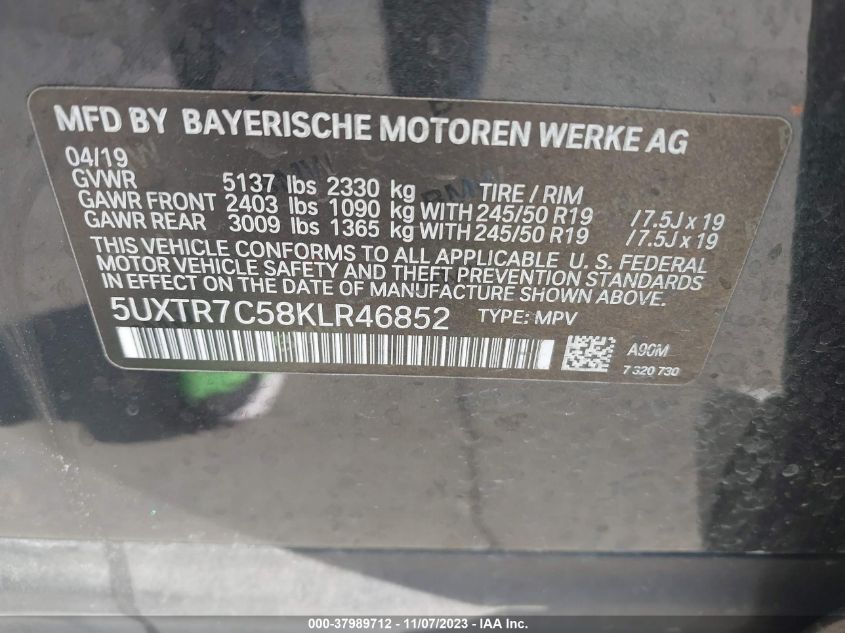 MFD BY BAYERISCHE MOTOREN WERKE AG
04/19
GVWR 5137 lbs 2330 kg TIRE / RIM
GAWR FRONT 2403 lbs 1090 kg WITH 245/50 R19 /7.5J x 19
GAWR REAR 3009 lbs 1365 kg WITH 245/50 R19 /7.5J x 19
THIS VEHICLE CONFORMS TO ALL APPLICABLE U. S. FEDERAL
MOTOR VEHICLE SAFETY AND THEFT PREVENTION STANDARDS
IN EFFECT ON THE DATE OF MANUFACTURE SHOWN ABOVE.
5UXTR7C58KLR46852 TYPE: MPV
A90M
7 320 730
000-37989712 - 11/07/2023 - IAA Inc.